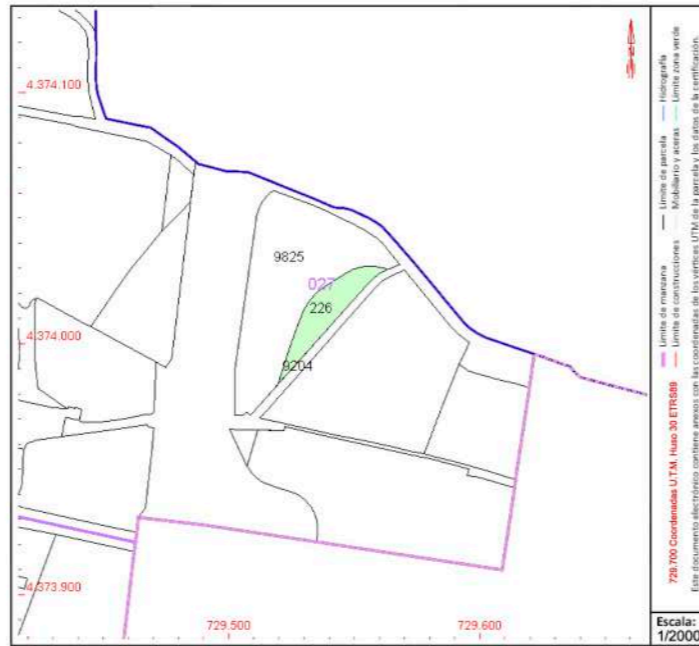 4.374.100
9825
027
226
4.374.000
9204
4.373.900
729.500
729.600
Límite de manzana
Límite de parcela
Hidrografía
Límite de construcciones
Mobiliario y aceras
Límite zona verde
729.700 Coordenadas U.T.M. Huso 30 ETRS89
Este documento electrónico contiene anexos con las coordenadas de los vértices UTM de la parcela y los datos de la certificación.
Escala:
1/2000